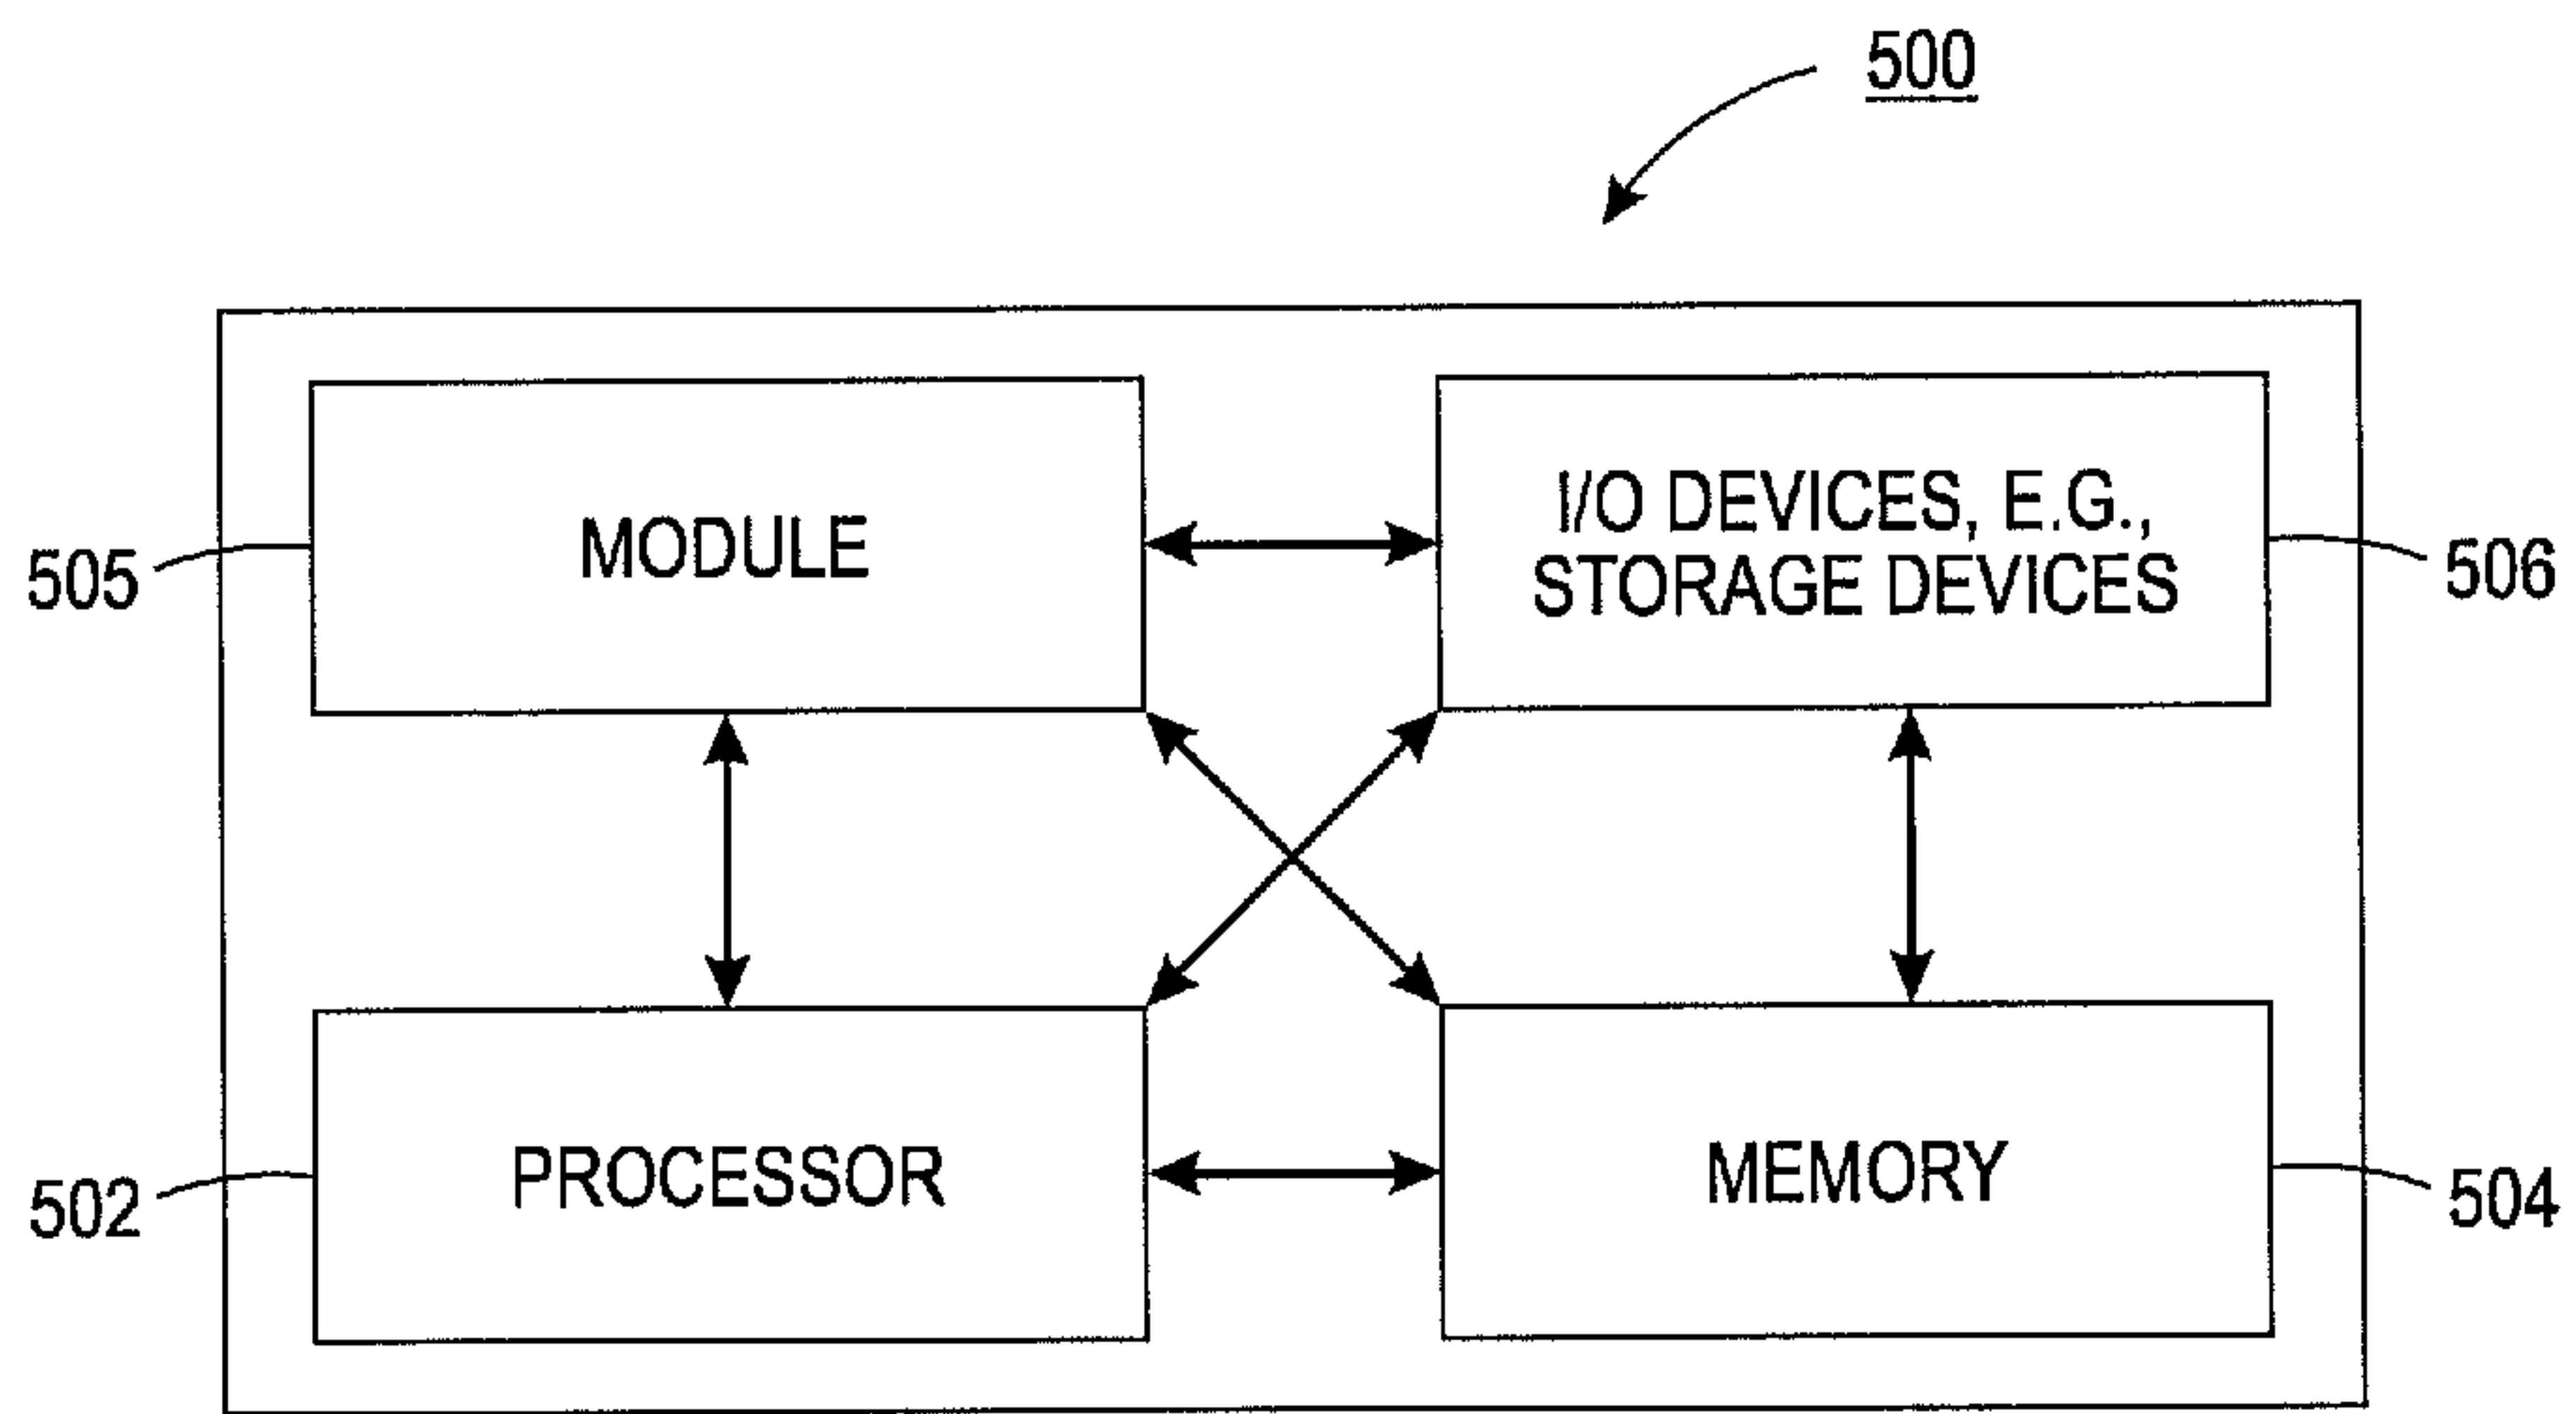 500
MODULE
I/O DEVICES, E.G.,
STORAGE DEVICES
505
506
PROCESSOR
MEMORY
502
504